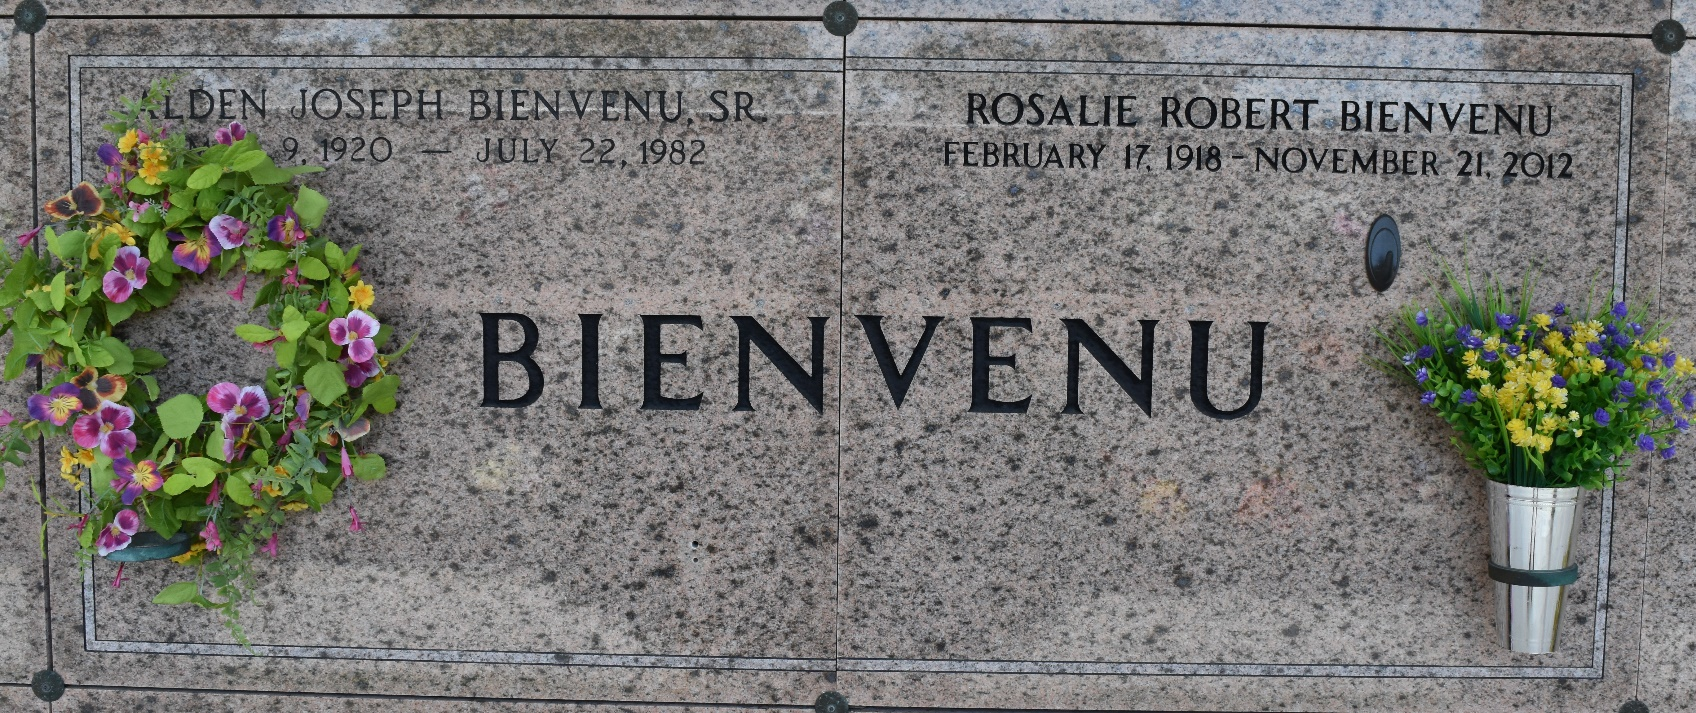 ALDEN JOSEPH BIENVENU, SR.
9, 1920 — JULY 22, 1982
ROSALIE ROBERT BIENVENU
FEBRUARY 17, 1918 - NOVEMBER 21, 2012
BIENVENU